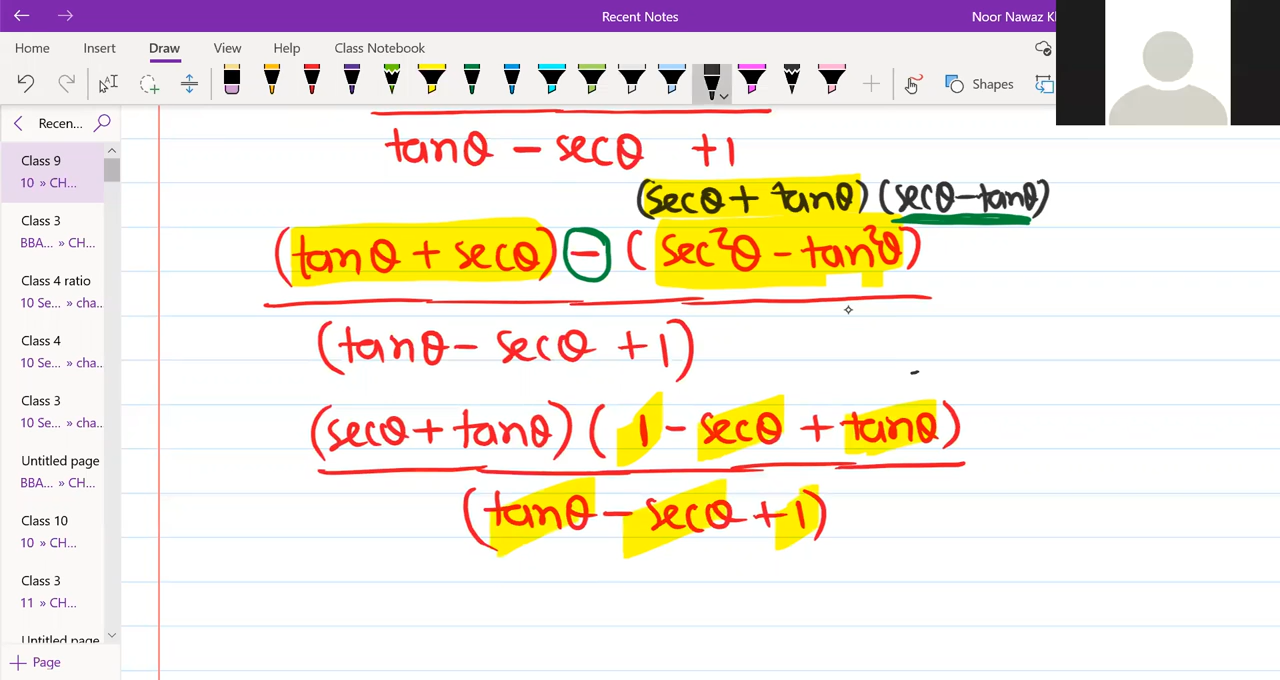 Recent Notes
Noor Nawaz Kh
Home Insert Draw View Help Class Notebook
Shapes
Recen...
Class 9
10 » CH...
Class 3
BBA... » CH...
Class 4 ratio
10 Se... » cha..
Class 4
10 Se... » cha..
Class 3
10 Se... » cha..
Untitled page
BBA... » CH...
Class 10
10 » CH...
Class 3
11 » CH...
Untitled page
Page
tanθ - secθ +1
(secθ + tanθ) (secθ-tanθ)
(tanθ + secθ) - (sec²θ - tan²θ)
(tanθ - secθ +1)
(secθ + tanθ) ( 1 - secθ + tanθ)
(tanθ - secθ +1)